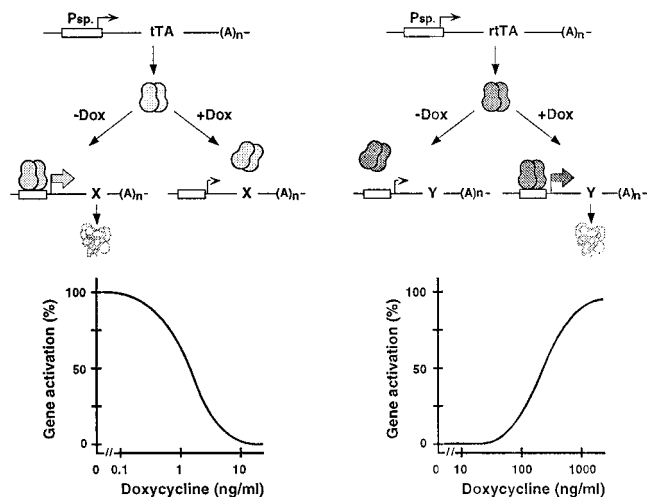 Psp.
tTA
(A)n-
-Dox
+Dox
X
(A)n-
X
(A)n-
Gene activation (%)
100
50
0
0
0.1
1
10
Doxycycline (ng/ml)
Psp.
rtTA
(A)n-
-Dox
+Dox
Y
(A)n-
Y
(A)n-
Gene activation (%)
100
50
0
0
10
100
1000
Doxycycline (ng/ml)